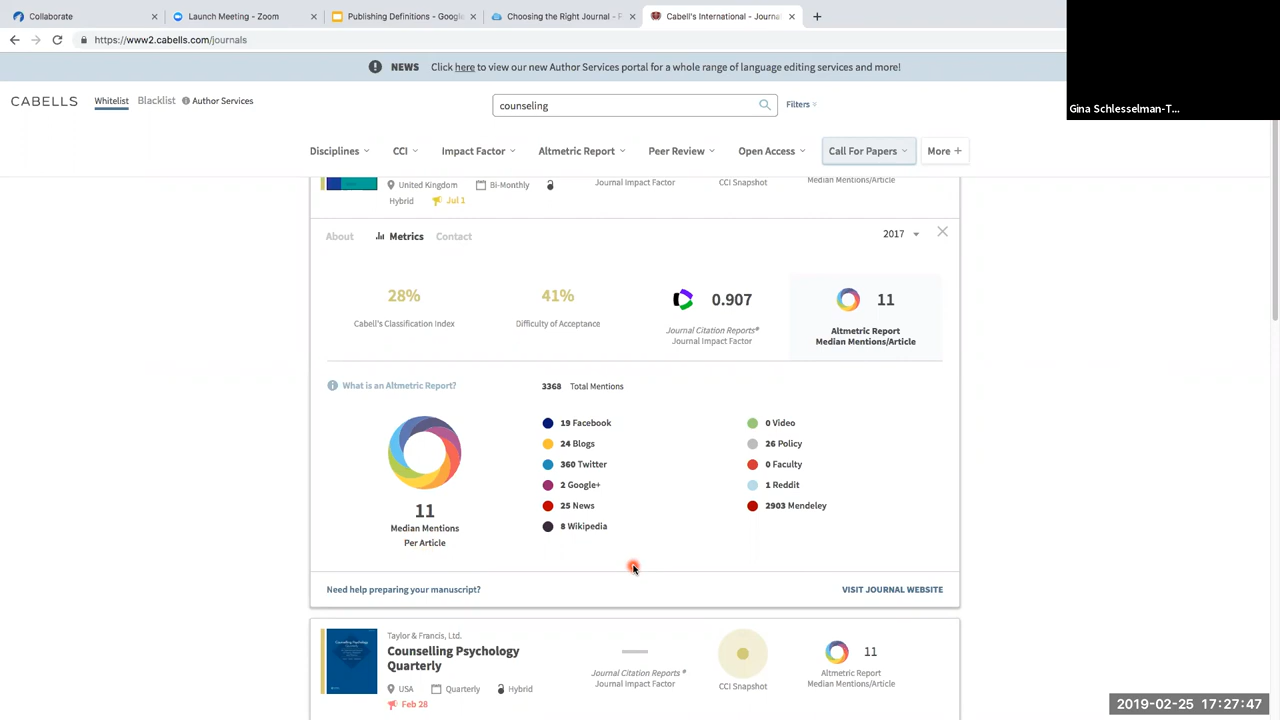 Collaborate
Launch Meeting - Zoom
Publishing Definitions - Google
Choosing the Right Journal - P
Cabell's International - Journa
https://www2.cabells.com/journals
NEWS Click here to view our new Author Services portal for a whole range of language editing services and more!
CABELLS Whitelist Blacklist Author Services
counseling
Filters
Gina Schlesselman-T...
Disciplines CCI Impact Factor Altmetric Report Peer Review Open Access Call For Papers More +
United Kingdom Bi-Monthly
Hybrid Jul 1
Journal Impact Factor
CCI Snapshot
Median Mentions/Article
About Metrics Contact
2017
28%
Cabell's Classification Index
41%
Difficulty of Acceptance
0.907
Journal Citation Reports®
Journal Impact Factor
11
Altmetric Report
Median Mentions/Article
What is an Altmetric Report?
3368 Total Mentions
11
Median Mentions
Per Article
19 Facebook
24 Blogs
360 Twitter
2 Google+
25 News
8 Wikipedia
0 Video
26 Policy
0 Faculty
1 Reddit
2903 Mendeley
Need help preparing your manuscript?
VISIT JOURNAL WEBSITE
Taylor & Francis, Ltd.
Counselling Psychology
Quarterly
USA Quarterly Hybrid
Feb 28
Journal Citation Reports ®
Journal Impact Factor
CCI Snapshot
11
Altmetric Report
Median Mentions/Article
2019-02-25 17:27:47